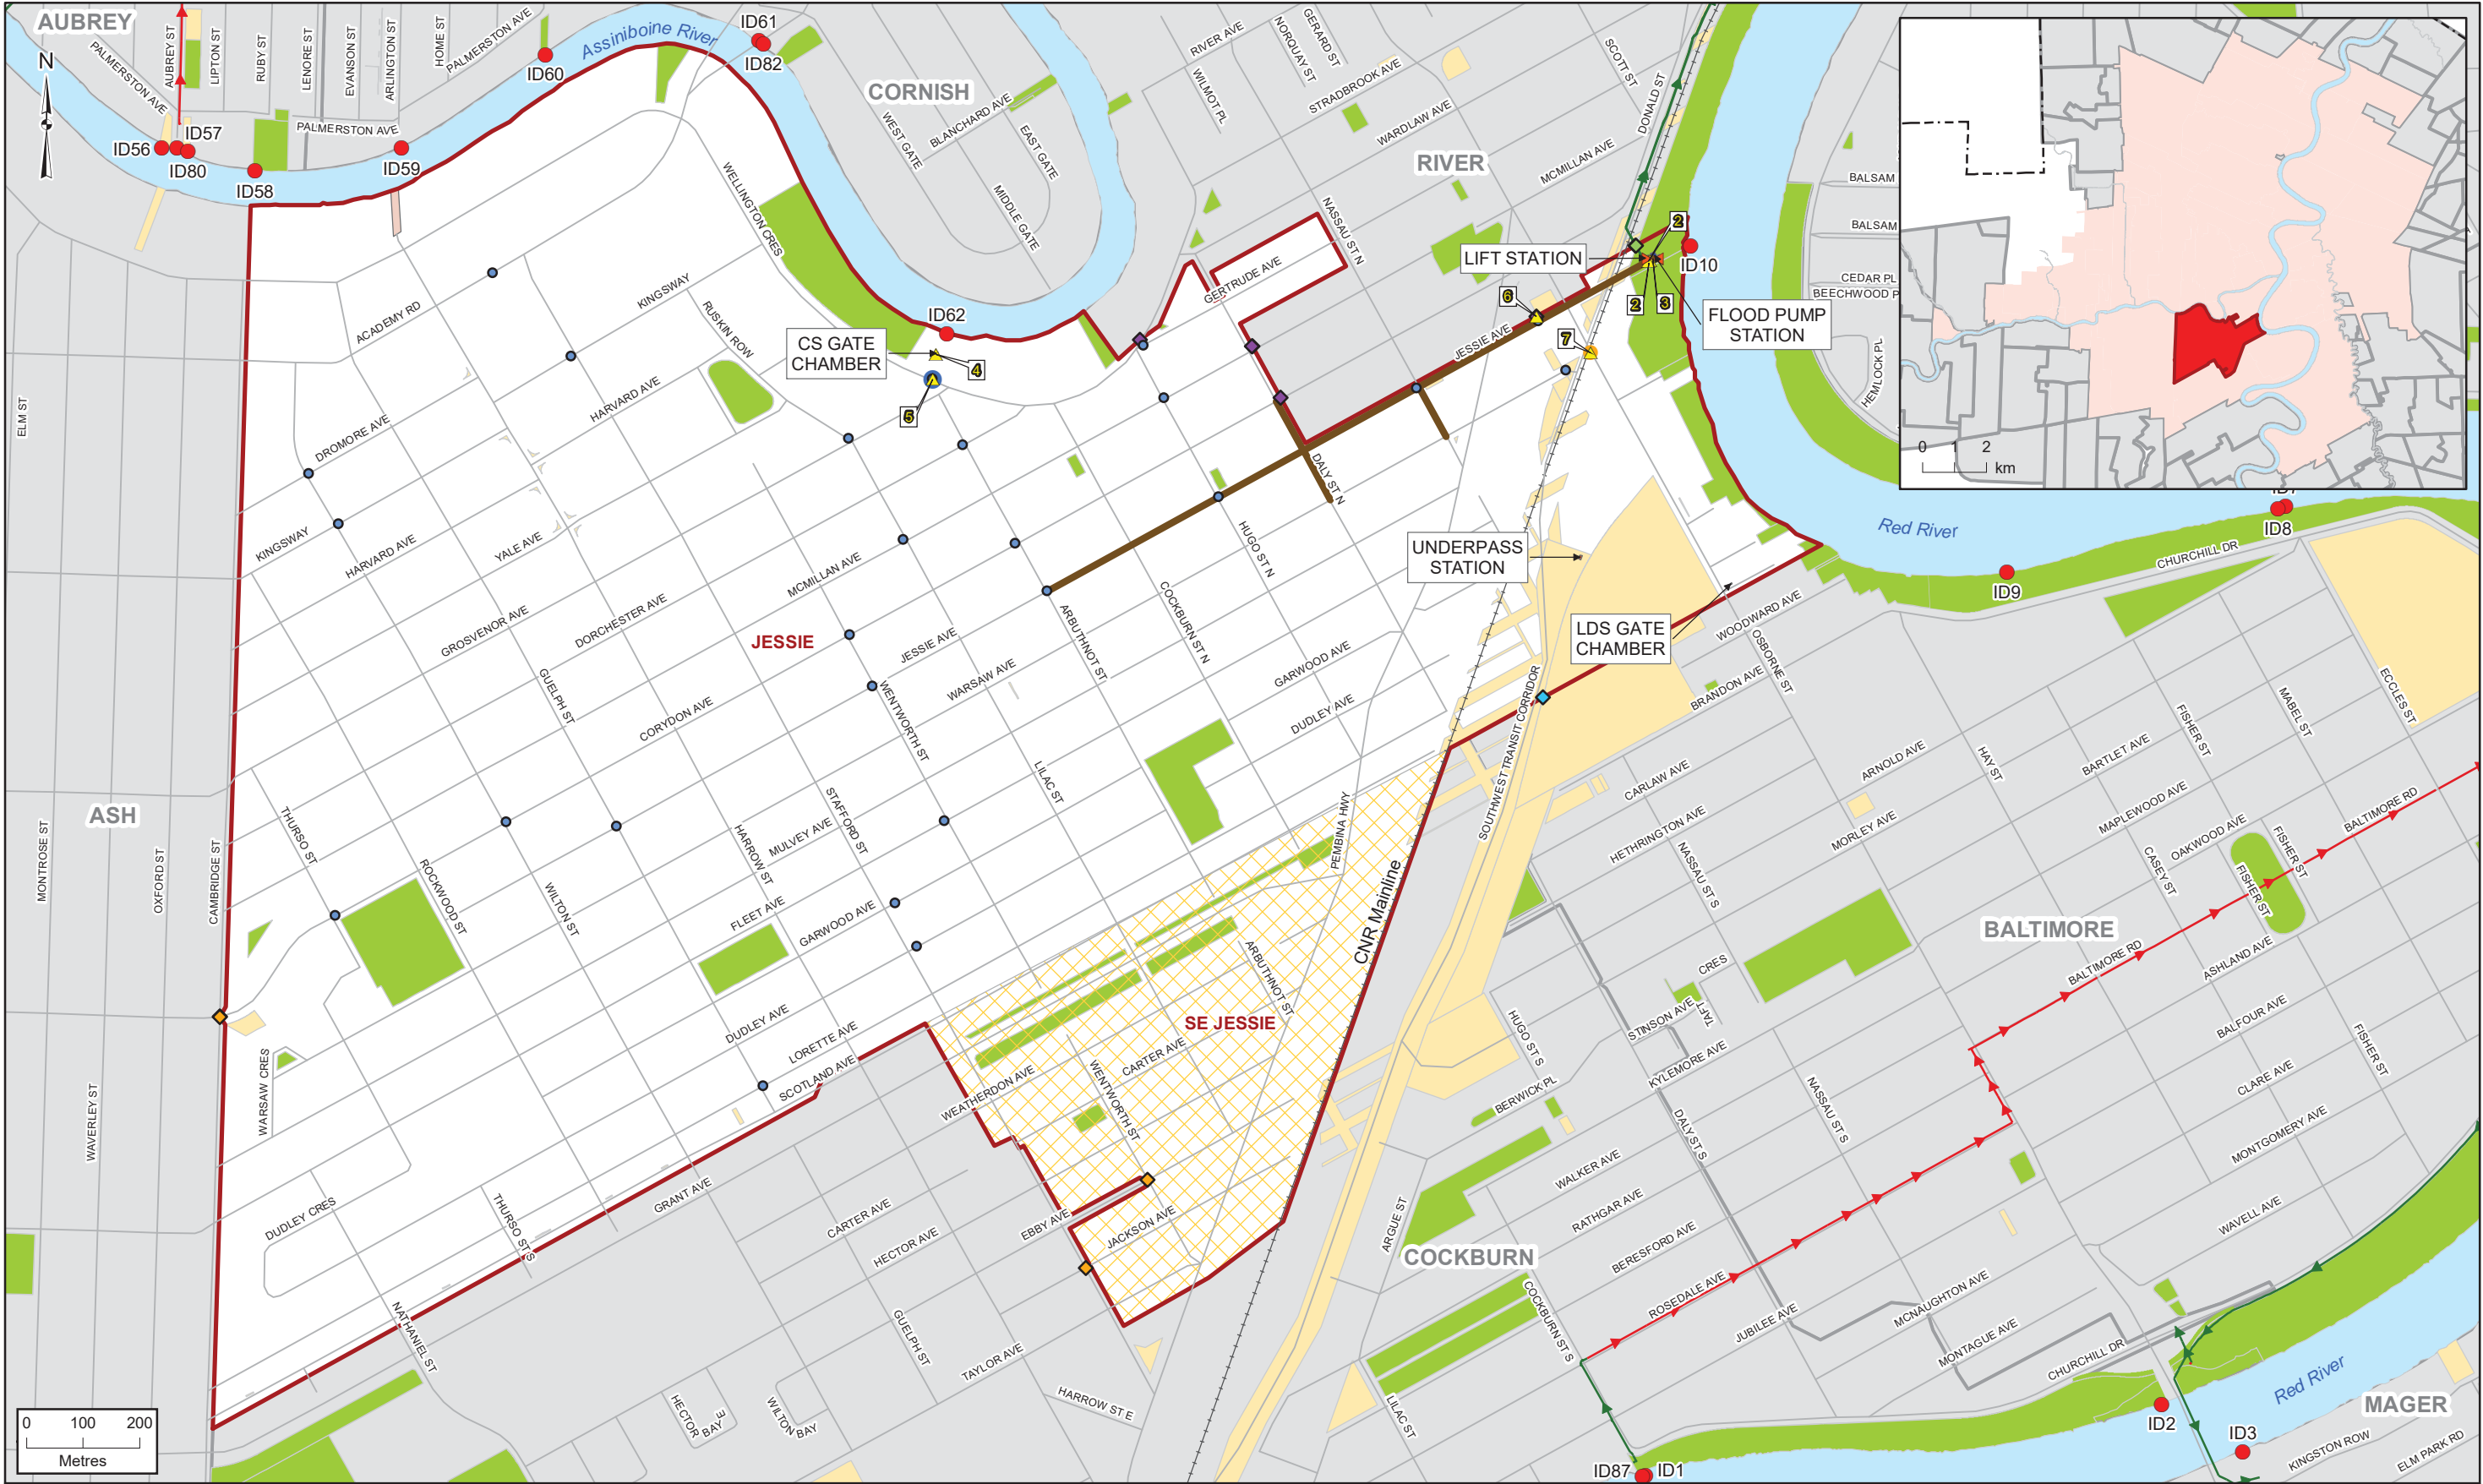 AUBREY
N
PALMERSTON AVE
AUBREY ST
LIPTON ST
RUBY ST
LENORE ST
EVANSON ST
ARLINGTON ST
HOME ST
PALMERSTON AVE
PALMERSTON AVE
Assiniboine River
ID56
ID57
ID80
ID58
ID59
ID60
ID61
ID82
CORNISH
WEST GATE
BLANCHARD AVE
EAST GATE
MIDDLE GATE
WELLINGTON CRES
RIVER AVE
NORQUAY ST
GERARD ST
WILMOT PL
STRADBROOK AVE
WARDLAW AVE
SCOTT ST
DONALD ST
MCMILLAN AVE
RIVER
NASSAU ST N
GERTRUDE AVE
LIFT STATION
2
2
3
6
7
ID10
FLOOD PUMP
STATION
JESSIE AVE
BALSAM
BALSAM
CEDAR PL
BEECHWOOD P
HEMLOCK PL
0 1 2
km
ID62
CS GATE
CHAMBER
4
5
ACADEMY RD
KINGSWAY
RUSKIN ROW
HARVARD AVE
DROMORE AVE
ELM ST
KINGSWAY
HARVARD AVE
YALE AVE
GROSVENOR AVE
DORCHESTER AVE
MCMILLAN AVE
DALY ST N
HUGO ST N
COCKBURN ST N
ARBUTHNOT ST
JESSIE
JESSIE AVE
WARSAW AVE
GUELPH ST
CORYDON AVE
WENTWORTH ST
GARWOOD AVE
DUDLEY AVE
UNDERPASS
STATION
LDS GATE
CHAMBER
Red River
ID8
ID9
CHURCHILL DR
WOODWARD AVE
OSBORNE ST
BRANDON AVE
ECCLES ST
MABEL ST
FISHER ST
HAY ST
BARTLET AVE
ARNOLD AVE
CARLAW AVE
MAPLEWOOD AVE
MORLEY AVE
HETHRINGTON AVE
OAKWOOD AVE
BALTIMORE RD
FISHER ST
FISHER ST
CASEY ST
NASSAU ST S
SOUTHWEST TRANSIT CORRIDOR
PEMBINA HWY
CNR Mainline
LILAC ST
STAFFORD ST
MULVEY AVE
HARROW ST
ASH
THURSO ST
ROCKWOOD ST
WILTON ST
FLEET AVE
GARWOOD AVE
MONTROSE ST
OXFORD ST
CAMBRIDGE ST
BALTIMORE
BALTIMORE RD
ASHLAND AVE
ARBUTHNOT ST
SE JESSIE
CRES
TAFT
STINSON AVE
HUGO ST S
KYLEMORE AVE
BALFOUR AVE
FISHER ST
CLARE AVE
MONTGOMERY AVE
DUDLEY AVE
LORETTE AVE
SCOTLAND AVE
WEATHERDON AVE
CARTER AVE
WENTWORTH ST
WARSAW CRES
WAVERLEY ST
BERWICK PL
NASSAU ST S
DALY ST S
WALKER AVE
RATHGAR AVE
BERESFORD AVE
WAVELL AVE
GRANT AVE
CARTER AVE
HECTOR AVE
EBBY AVE
JACKSON AVE
ARGUE ST
COCKBURN
DUDLEY CRES
THURSO ST S
NATHANIEL ST
ROSEDALE AVE
JUBILEE AVE
MCNAUGHTON AVE
MONTAGUE AVE
CHURCHILL DR
COCKBURN ST S
LILAC ST
GUELPH ST
TAYLOR AVE
HARROW ST E
HECTOR
BAY E
WILTON
BAY
0 100 200
Metres
Red River
MAGER
ID2
ID3
KINGSTON ROW
ELM PARK RD
ID87
ID1